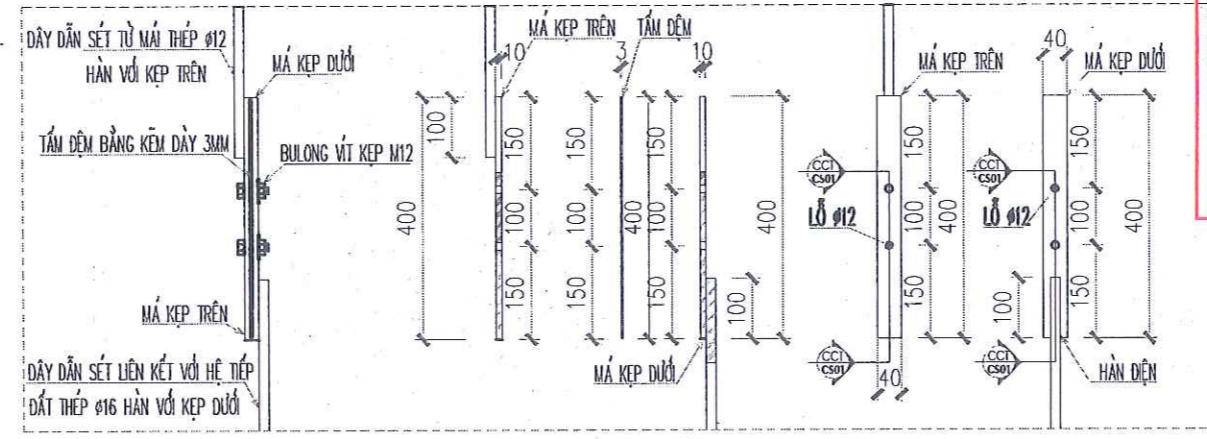 DÂY DẪN SÉT TỪ MÁI THÉP ø12
HÀN VỚI KẸP TRÊN
MÁ KẸP DƯỚI
TẤM ĐỆM BẰNG KẼM DÀY 3MM
BULONG VÍT KẸP M12
MÁ KẸP TRÊN
DÂY DẪN SÉT LIÊN KẾT VỚI HỆ TIẾP
ĐẤT THÉP ø16 HÀN VỚI KẸP DƯỚI
MÁ KẸP TRÊN
TẤM ĐỆM
10
3
10
100
400
150
100
150
150
100
150
400
150
100
150
400
100
MÁ KẸP DƯỚI
MÁ KẸP TRÊN
CCT
CS01
LỖ ø12
150
100
150
400
CCT
CS01
40
40
MÁ KẸP DƯỚI
CCT
CS01
LỖ ø12
150
100
150
400
100
CCT
CS01
HÀN ĐIỆN